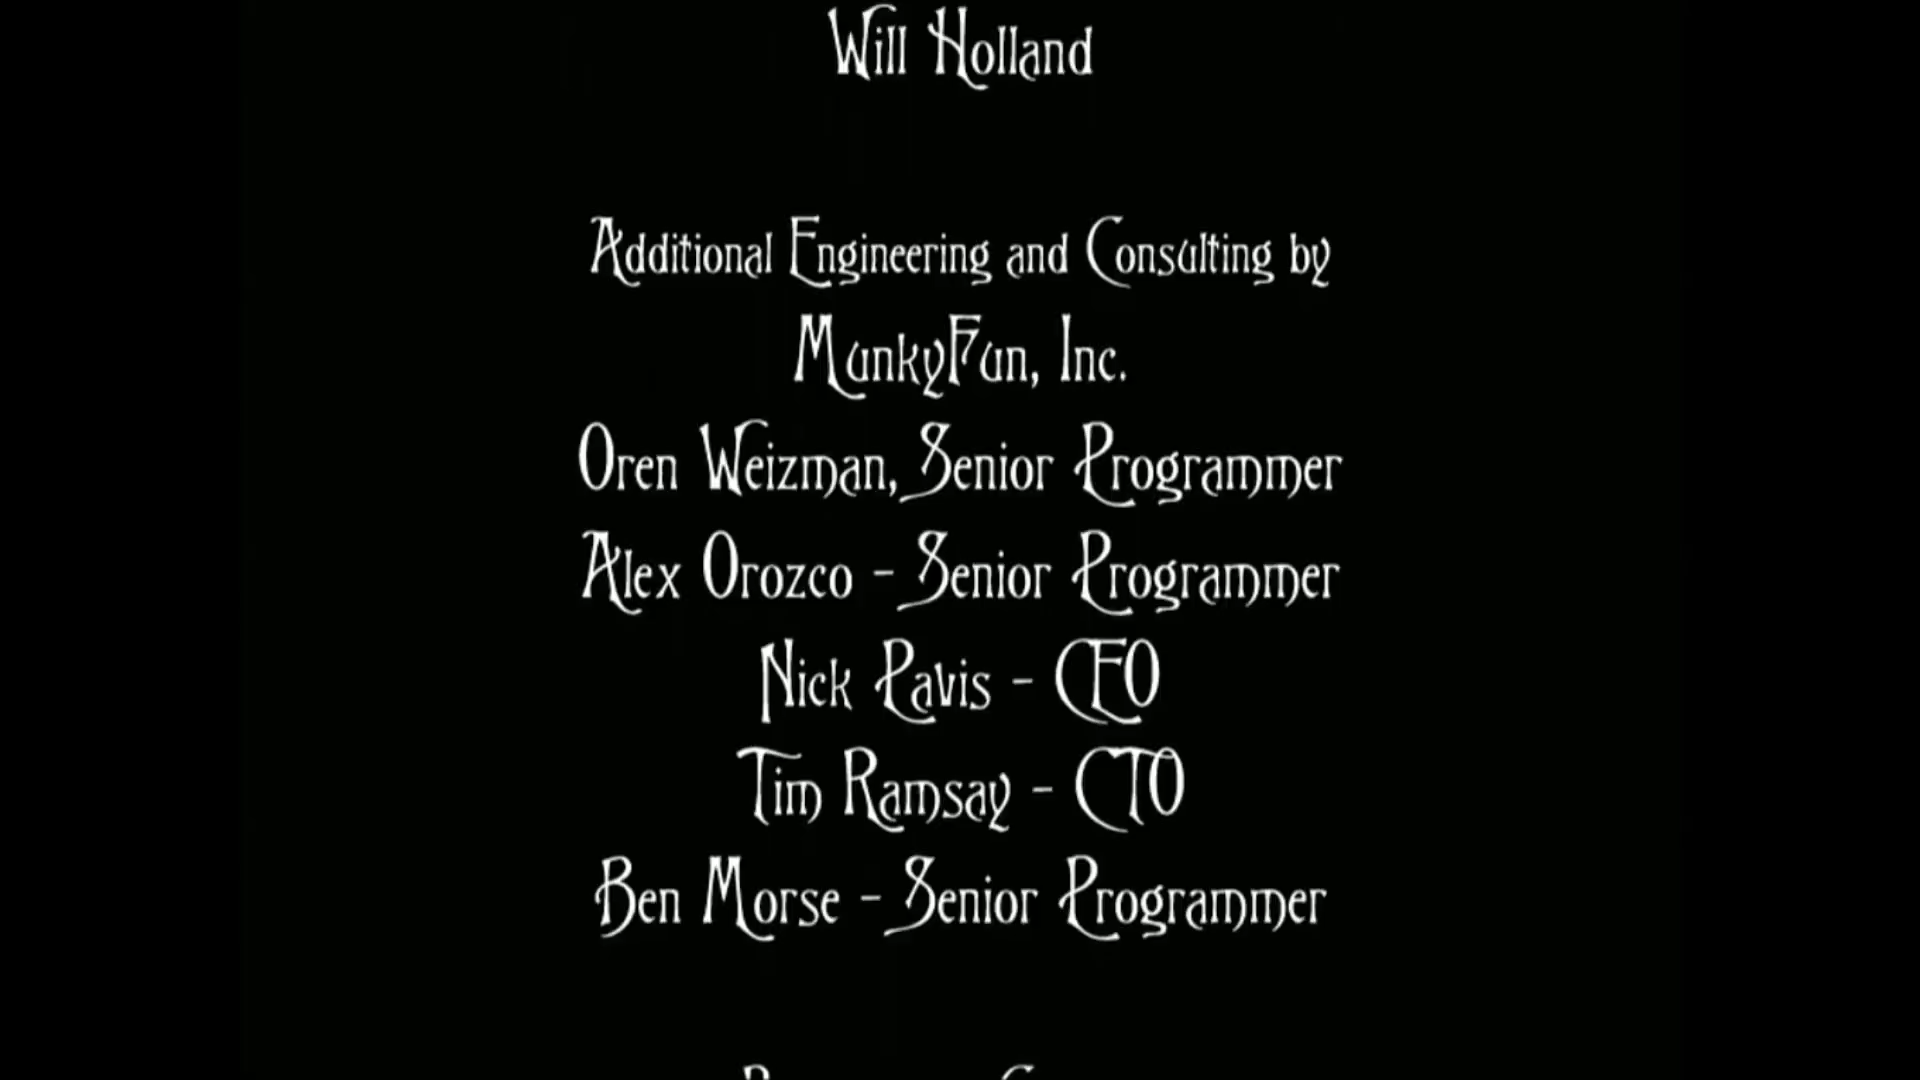 Will Holland
Additional Engineering and Consulting by
MunkyFun, Inc.
Oren Weizman, Senior Programmer
Alex Orozco - Senior Programmer
Nick Pavis - CEO
Tim Ramsay - CTO
Ben Morse - Senior Programmer